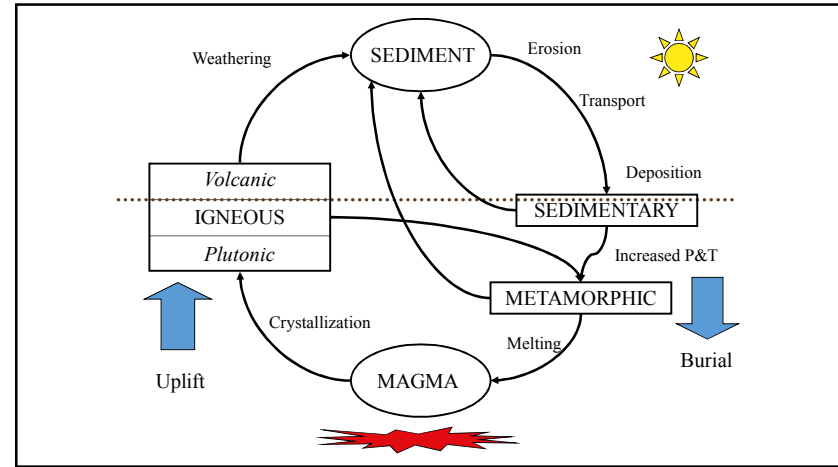 SEDIMENT
Weathering
Erosion
Transport
Deposition
Volcanic
IGNEOUS
Plutonic
SEDIMENTARY
Increased P&T
METAMORPHIC
Crystallization
Melting
MAGMA
Uplift
Burial